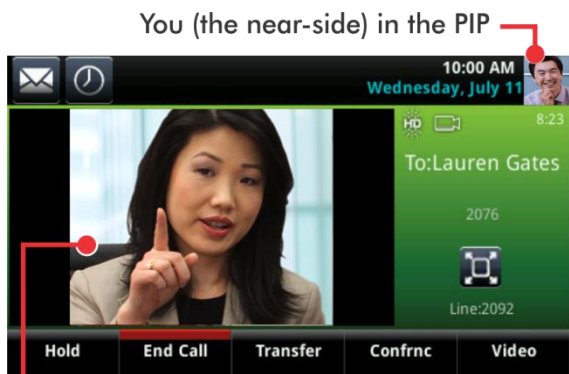 You (the near-side) in the PIP
10:00 AM
Wednesday, July 11
HD
8:23
To:Lauren Gates
2076
Line:2092
Hold
End Call
Transfer
Confrnc
Video